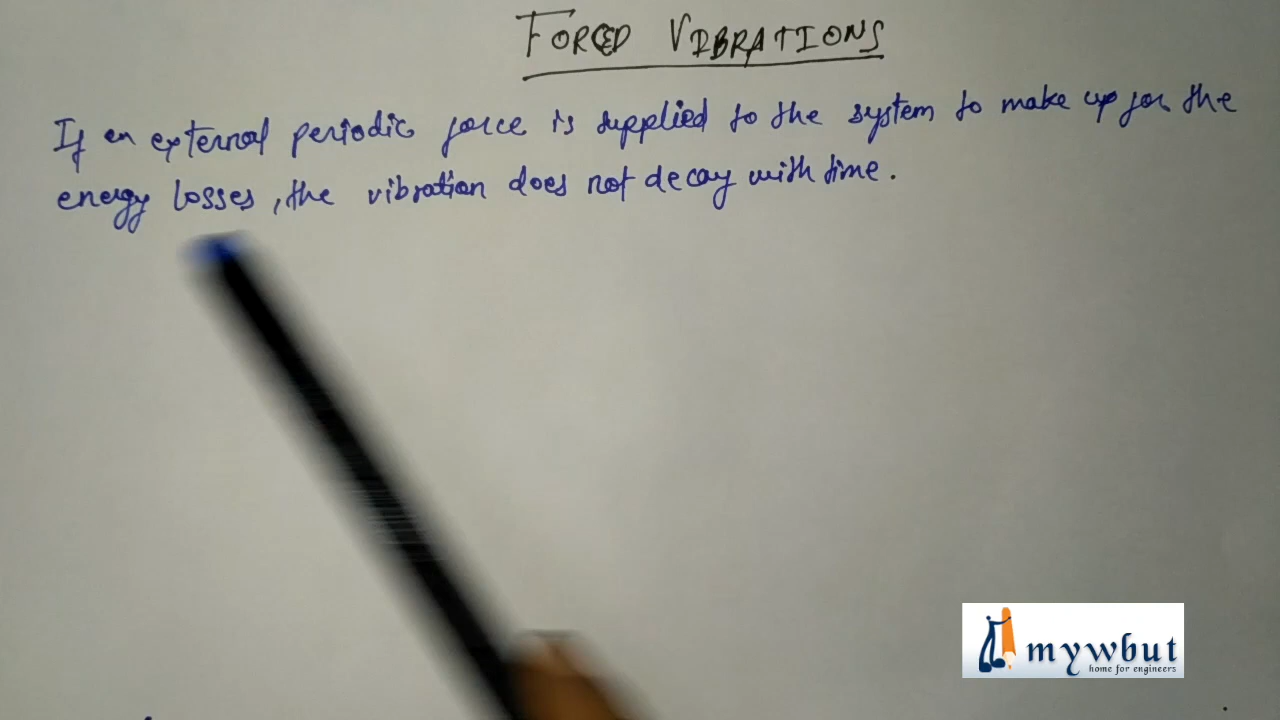 FORCED VIBRATIONS
If an external periodic force is supplied to the system to make up for the
energy losses, the vibration does not decay with time.
mywbut
home for engineers